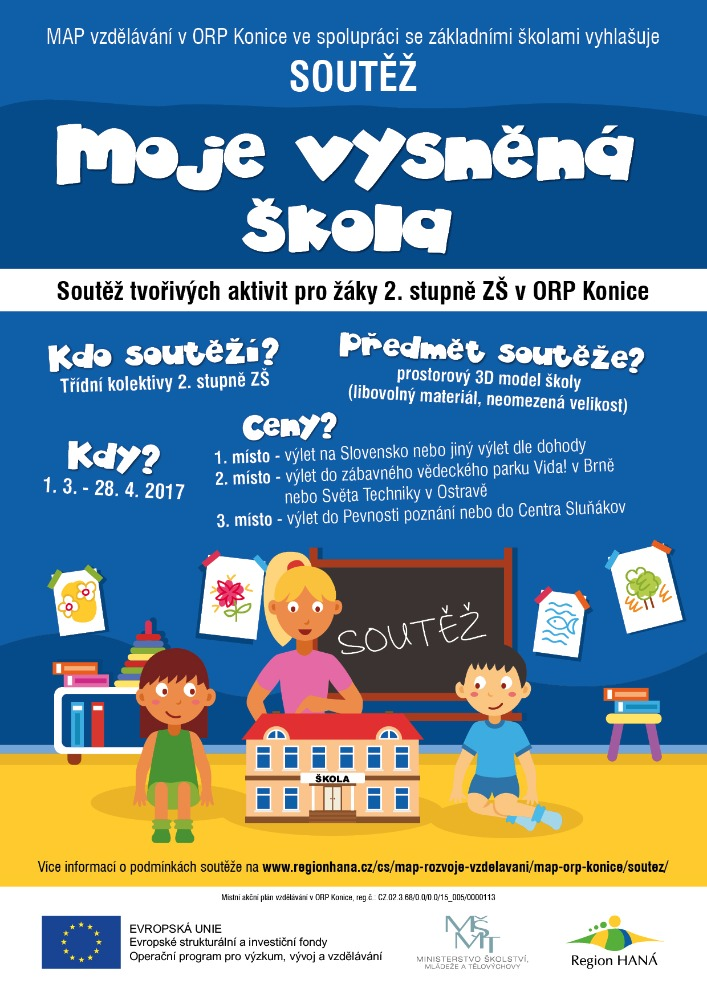 MAP vzdělávání v ORP Konice ve spolupráci se základními školami vyhlašuje
SOUTĚŽ
Moje vysněná
škola
Soutěž tvořivých aktivit pro žáky 2. stupně ZŠ v ORP Konice
Kdo soutěží?
Třídní kolektivy 2. stupně ZŠ
Předmět soutěže?
prostorový 3D model školy
(libovolný materiál, neomezená velikost)
Kdy?
1. 3. - 28. 4. 2017
Ceny?
1. místo - výlet na Slovensko nebo jiný výlet dle dohody
2. místo - výlet do zábavného vědeckého parku Vida! v Brně
nebo Světa Techniky v Ostravě
3. místo - výlet do Pevnosti poznání nebo do Centra Sluňákov
SOUTĚŽ
ŠKOLA
Více informací o podmínkách soutěže na www.regionhana.cz/cs/map-rozvoje-vzdelavani/map-orp-konice/soutez/
Místní akční plán vzdělávání v ORP Konice, reg.č.: CZ.02.3.68/0.0/0.0/15_005/0000113
EVROPSKÁ UNIE
Evropské strukturální a investiční fondy
Operační program pro výzkum, vývoj a vzdělávání
MŠMT
MINISTERSTVO ŠKOLSTVÍ,
MLÁDEŽE A TĚLOVÝCHOVY
Region HANÁ